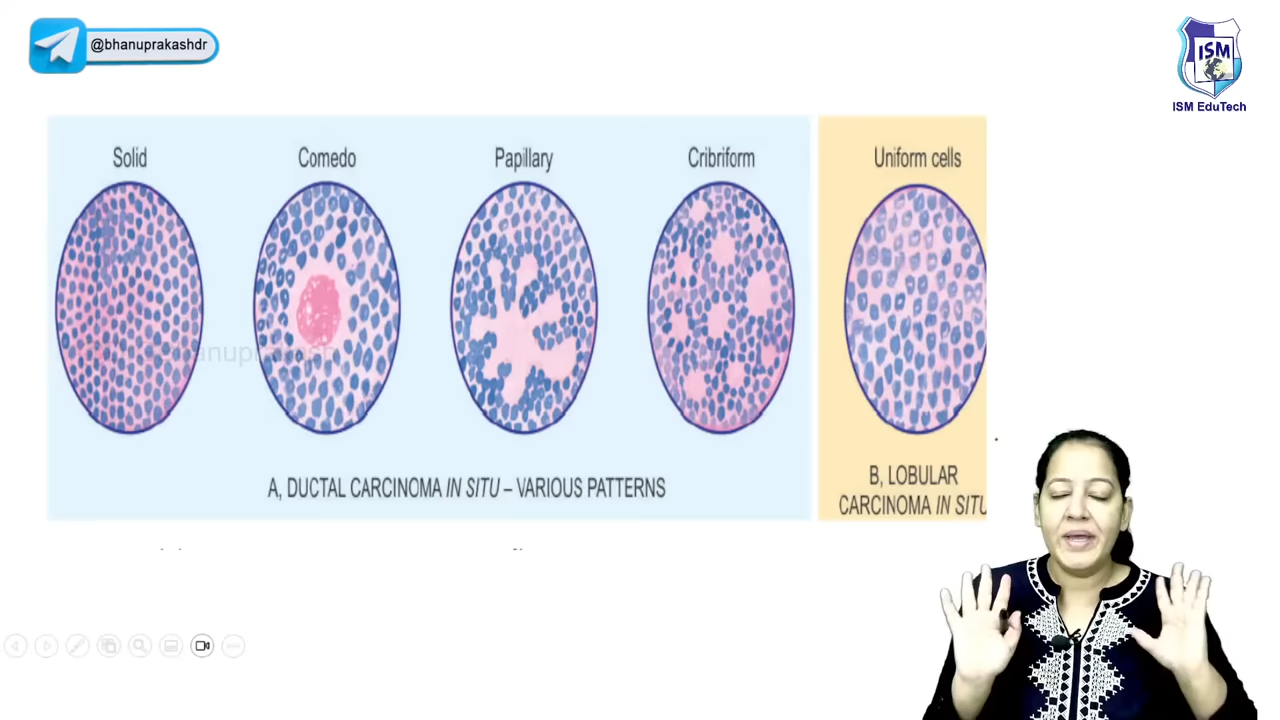 @bhanuprakashdr
ISM
ISM EduTech
Solid
Comedo
Papillary
Cribriform
Uniform cells
A, DUCTAL CARCINOMA IN SITU – VARIOUS PATTERNS
B, LOBULAR
CARCINOMA IN SITU